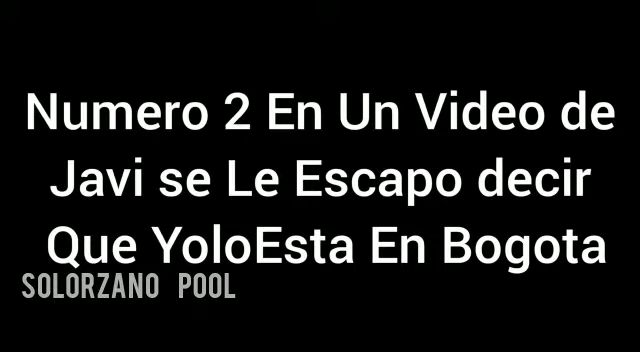 Numero 2 En Un Video de
Javi se Le Escapo decir
Que YoloEsta En Bogota
SOLORZANO POOL